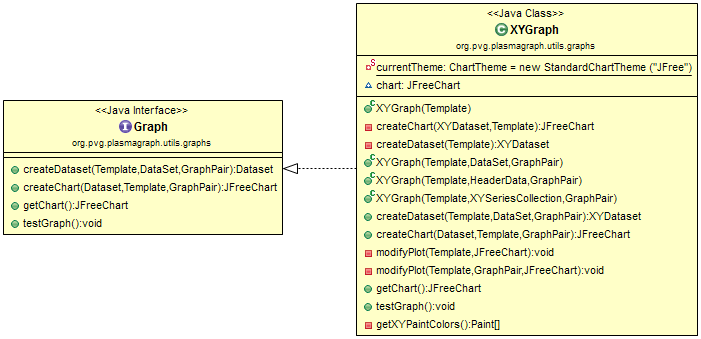 <<Java Interface>>
Graph
org.pvg.plasmagraph.utils.graphs
createDataset(Template,DataSet,GraphPair):Dataset
createChart(Dataset,Template,GraphPair):JFreeChart
getChart():JFreeChart
testGraph():void
<<Java Class>>
XYGraph
org.pvg.plasmagraph.utils.graphs
currentTheme: ChartTheme = new StandardChartTheme ("JFree")
chart: JFreeChart
XYGraph(Template)
createChart(XYDataset,Template):JFreeChart
createDataset(Template):XYDataset
XYGraph(Template,DataSet,GraphPair)
XYGraph(Template,HeaderData,GraphPair)
XYGraph(Template,XYSeriesCollection,GraphPair)
createDataset(Template,DataSet,GraphPair):XYDataset
createChart(Dataset,Template,GraphPair):JFreeChart
modifyPlot(Template,JFreeChart):void
modifyPlot(Template,GraphPair,JFreeChart):void
getChart():JFreeChart
testGraph():void
getXYPaintColors():Paint[]